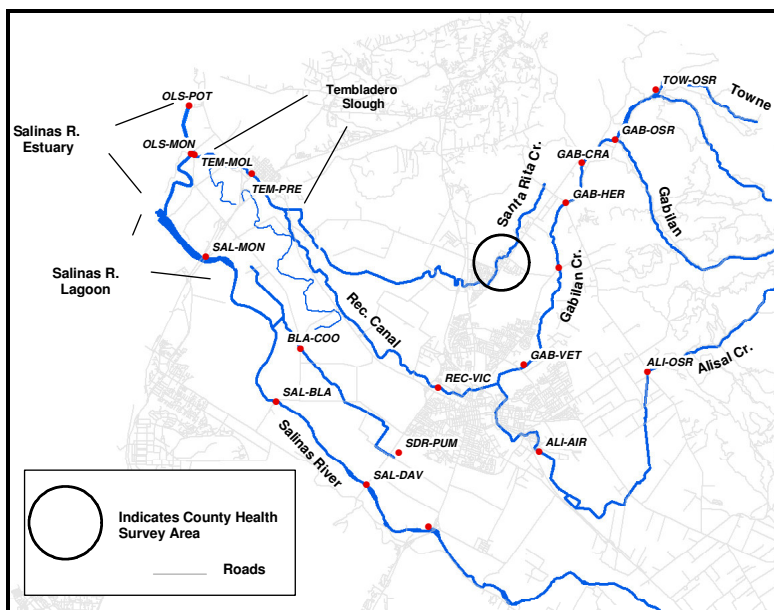 TOW-OSR
Towne
Tembladero
Slough
OLS-POT
Salinas R.
Estuary
GAB-OSR
OLS-MON
TEM-MOL
GAB-CRA
TEM-PRE
Santa Rita Cr.
GAB-HER
Gabilan
SAL-MON
Salinas R.
Lagoon
Gabilan Cr.
Rec. Canal
BLA-COO
GAB-VET
ALI-OSR
Alisal Cr.
REC-VIC
SAL-BLA
Salinas River
SDR-PUM
ALI-AIR
SAL-DAV
Indicates County Health
Survey Area
Roads